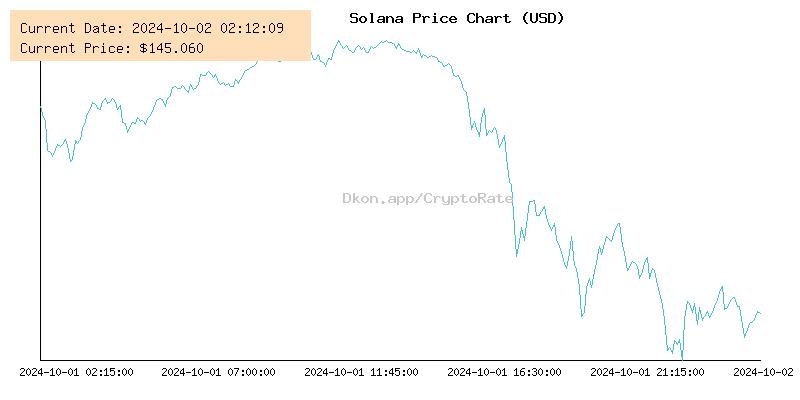 Solana Price Chart (USD)
Current Date: 2024-10-02 02:12:09
Current Price: $145.060
Dkon.app/CryptoRate
2024-10-01 02:15:00 2024-10-01 07:00:00 2024-10-01 11:45:00 2024-10-01 16:30:00 2024-10-01 21:15:00 2024-10-02